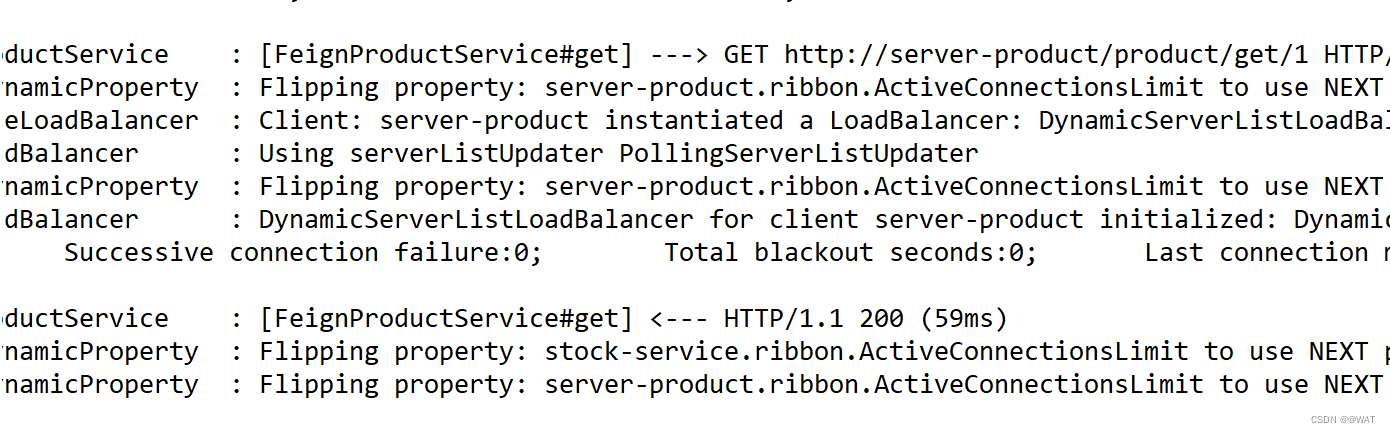 ductService : [FeignProductService#get] ---> GET http://server-product/product/get/1 HTTP/
namicProperty : Flipping property: server-product.ribbon.ActiveConnectionsLimit to use NEXT
eLoadBalancer : Client: server-product instantiated a LoadBalancer: DynamicServerListLoadBal
dBalancer : Using serverListUpdater PollingServerListUpdater
namicProperty : Flipping property: server-product.ribbon.ActiveConnectionsLimit to use NEXT
dBalancer : DynamicServerListLoadBalancer for client server-product initialized: Dynamic
Successive connection failure:0; Total blackout seconds:0; Last connection
ductService : [FeignProductService#get] <--- HTTP/1.1 200 (59ms)
namicProperty : Flipping property: stock-service.ribbon.ActiveConnectionsLimit to use NEXT p
namicProperty : Flipping property: server-product.ribbon.ActiveConnectionsLimit to use NEXT
CSDN @@WAT